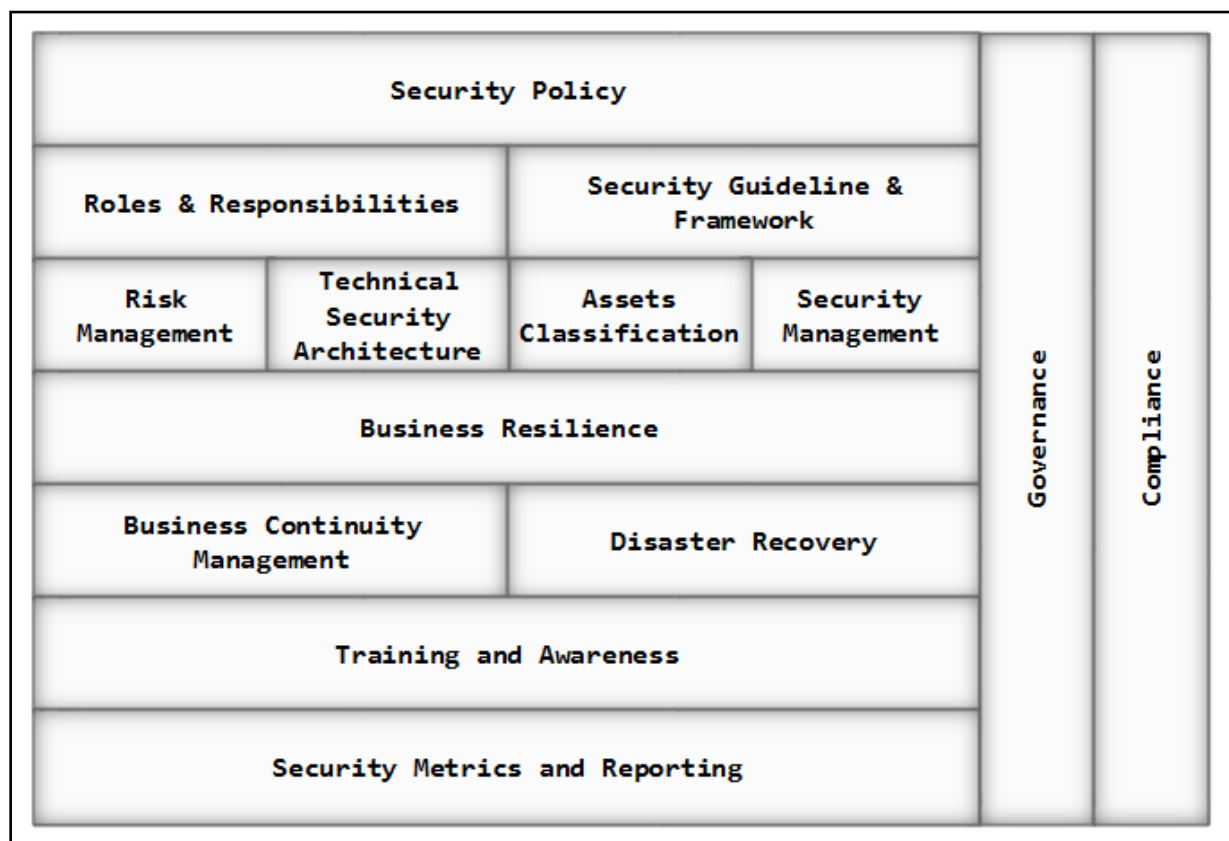 Security Policy
Roles & Responsibilities
Security Guideline &
Framework
Risk
Management
Technical
Security
Architecture
Assets
Classification
Security
Management
Business Resilience
Business Continuity
Management
Disaster Recovery
Training and Awareness
Security Metrics and Reporting
Governance
Compliance